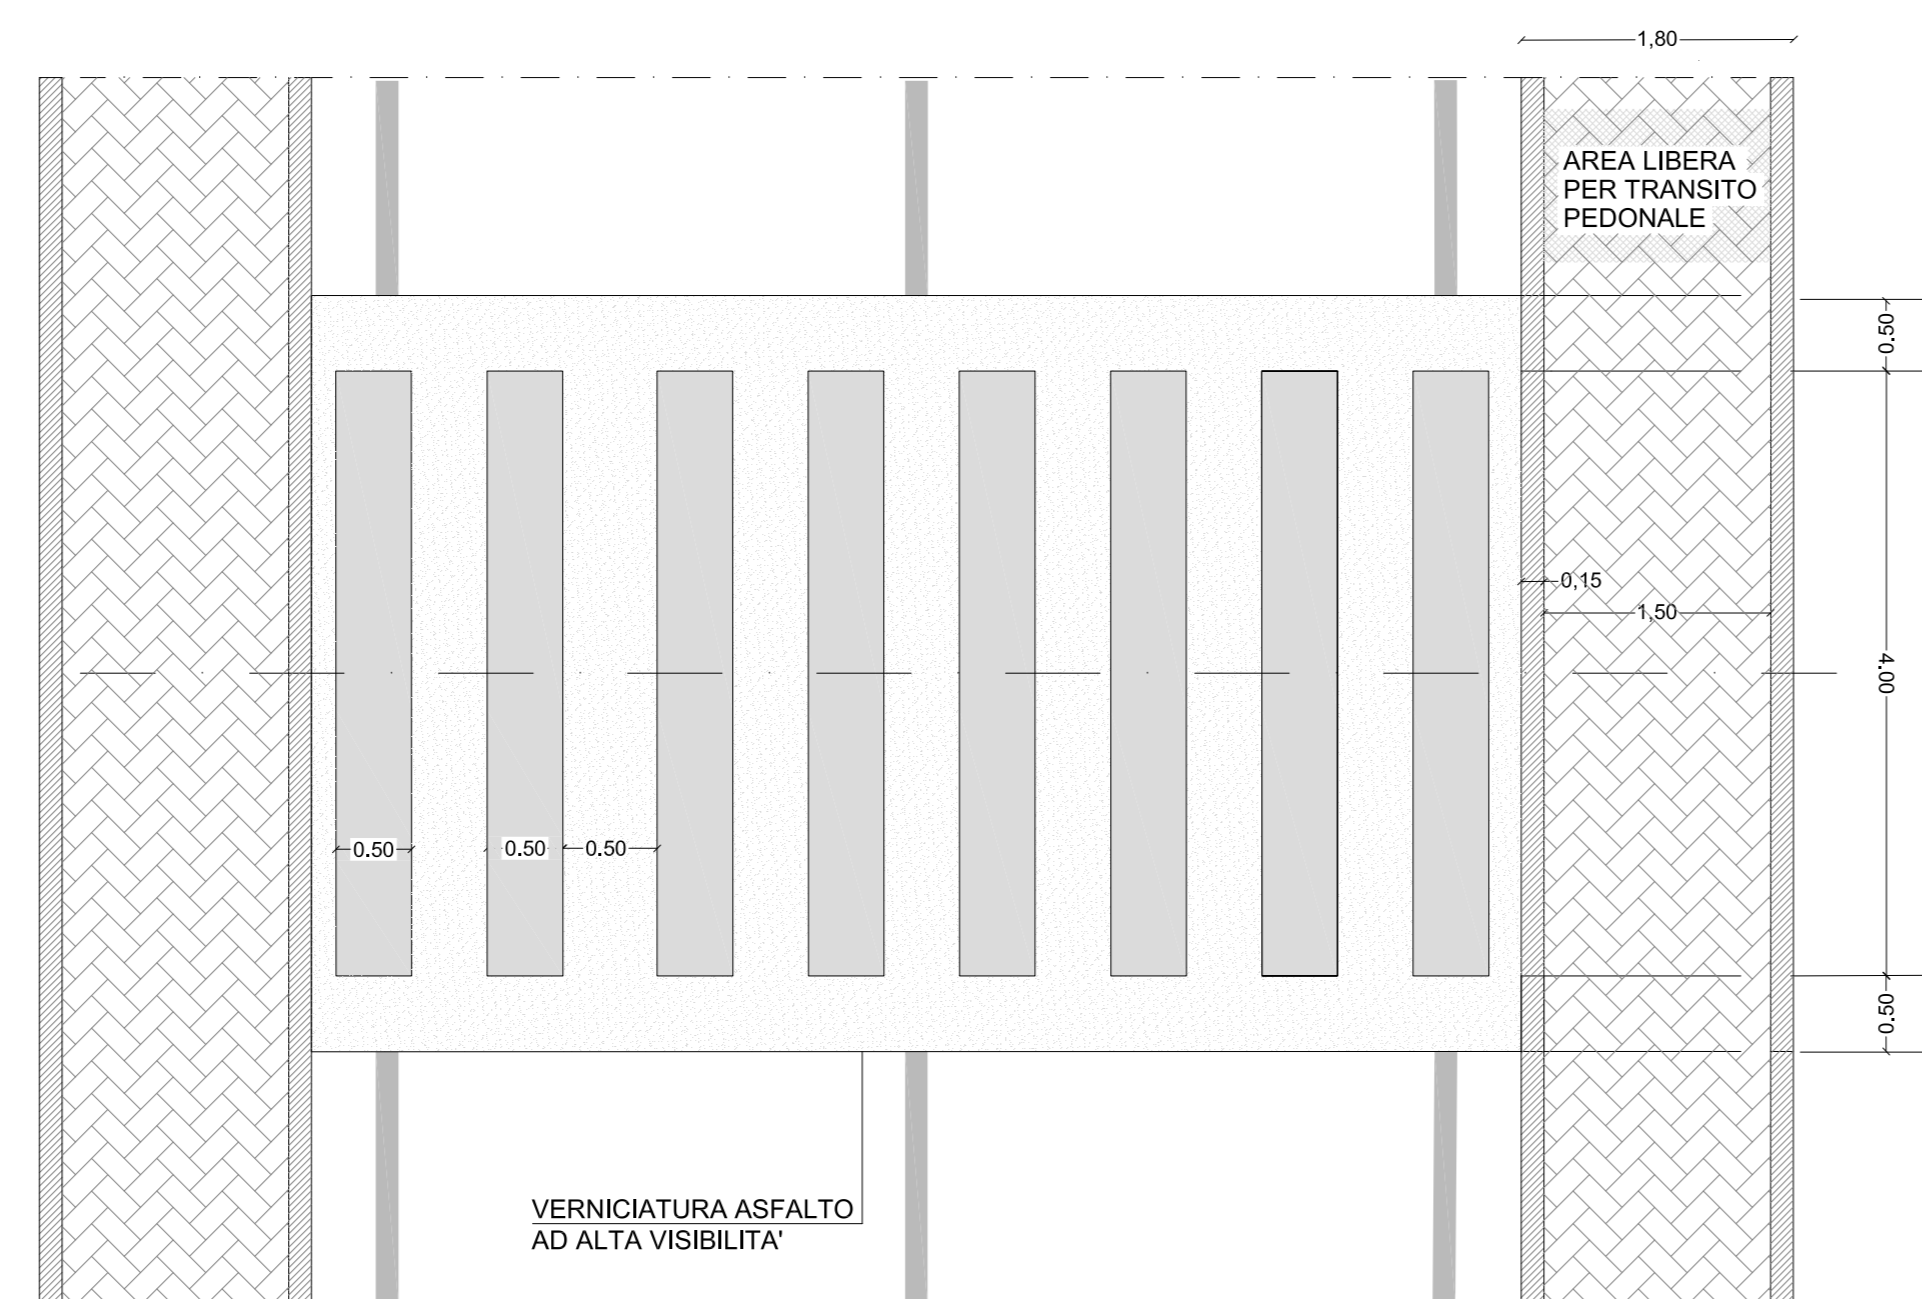 1,80
AREA LIBERA
PER TRANSITO
PEDONALE
0.50
0,15
1,50
4.00
0.50
0.50
0.50
0.50
VERNICIATURA ASFALTO
AD ALTA VISIBILITA'